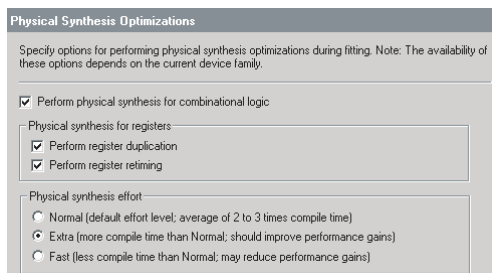 Physical Synthesis Optimizations
Specify options for performing physical synthesis optimizations during fitting. Note: The availability of
these options depends on the current device family.
Perform physical synthesis for combinational logic
Physical synthesis for registers
Perform register duplication
Perform register retiming
Physical synthesis effort
Normal (default effort level; average of 2 to 3 times compile time)
Extra (more compile time than Normal; should improve performance gains)
Fast (less compile time than Normal; may reduce performance gains)